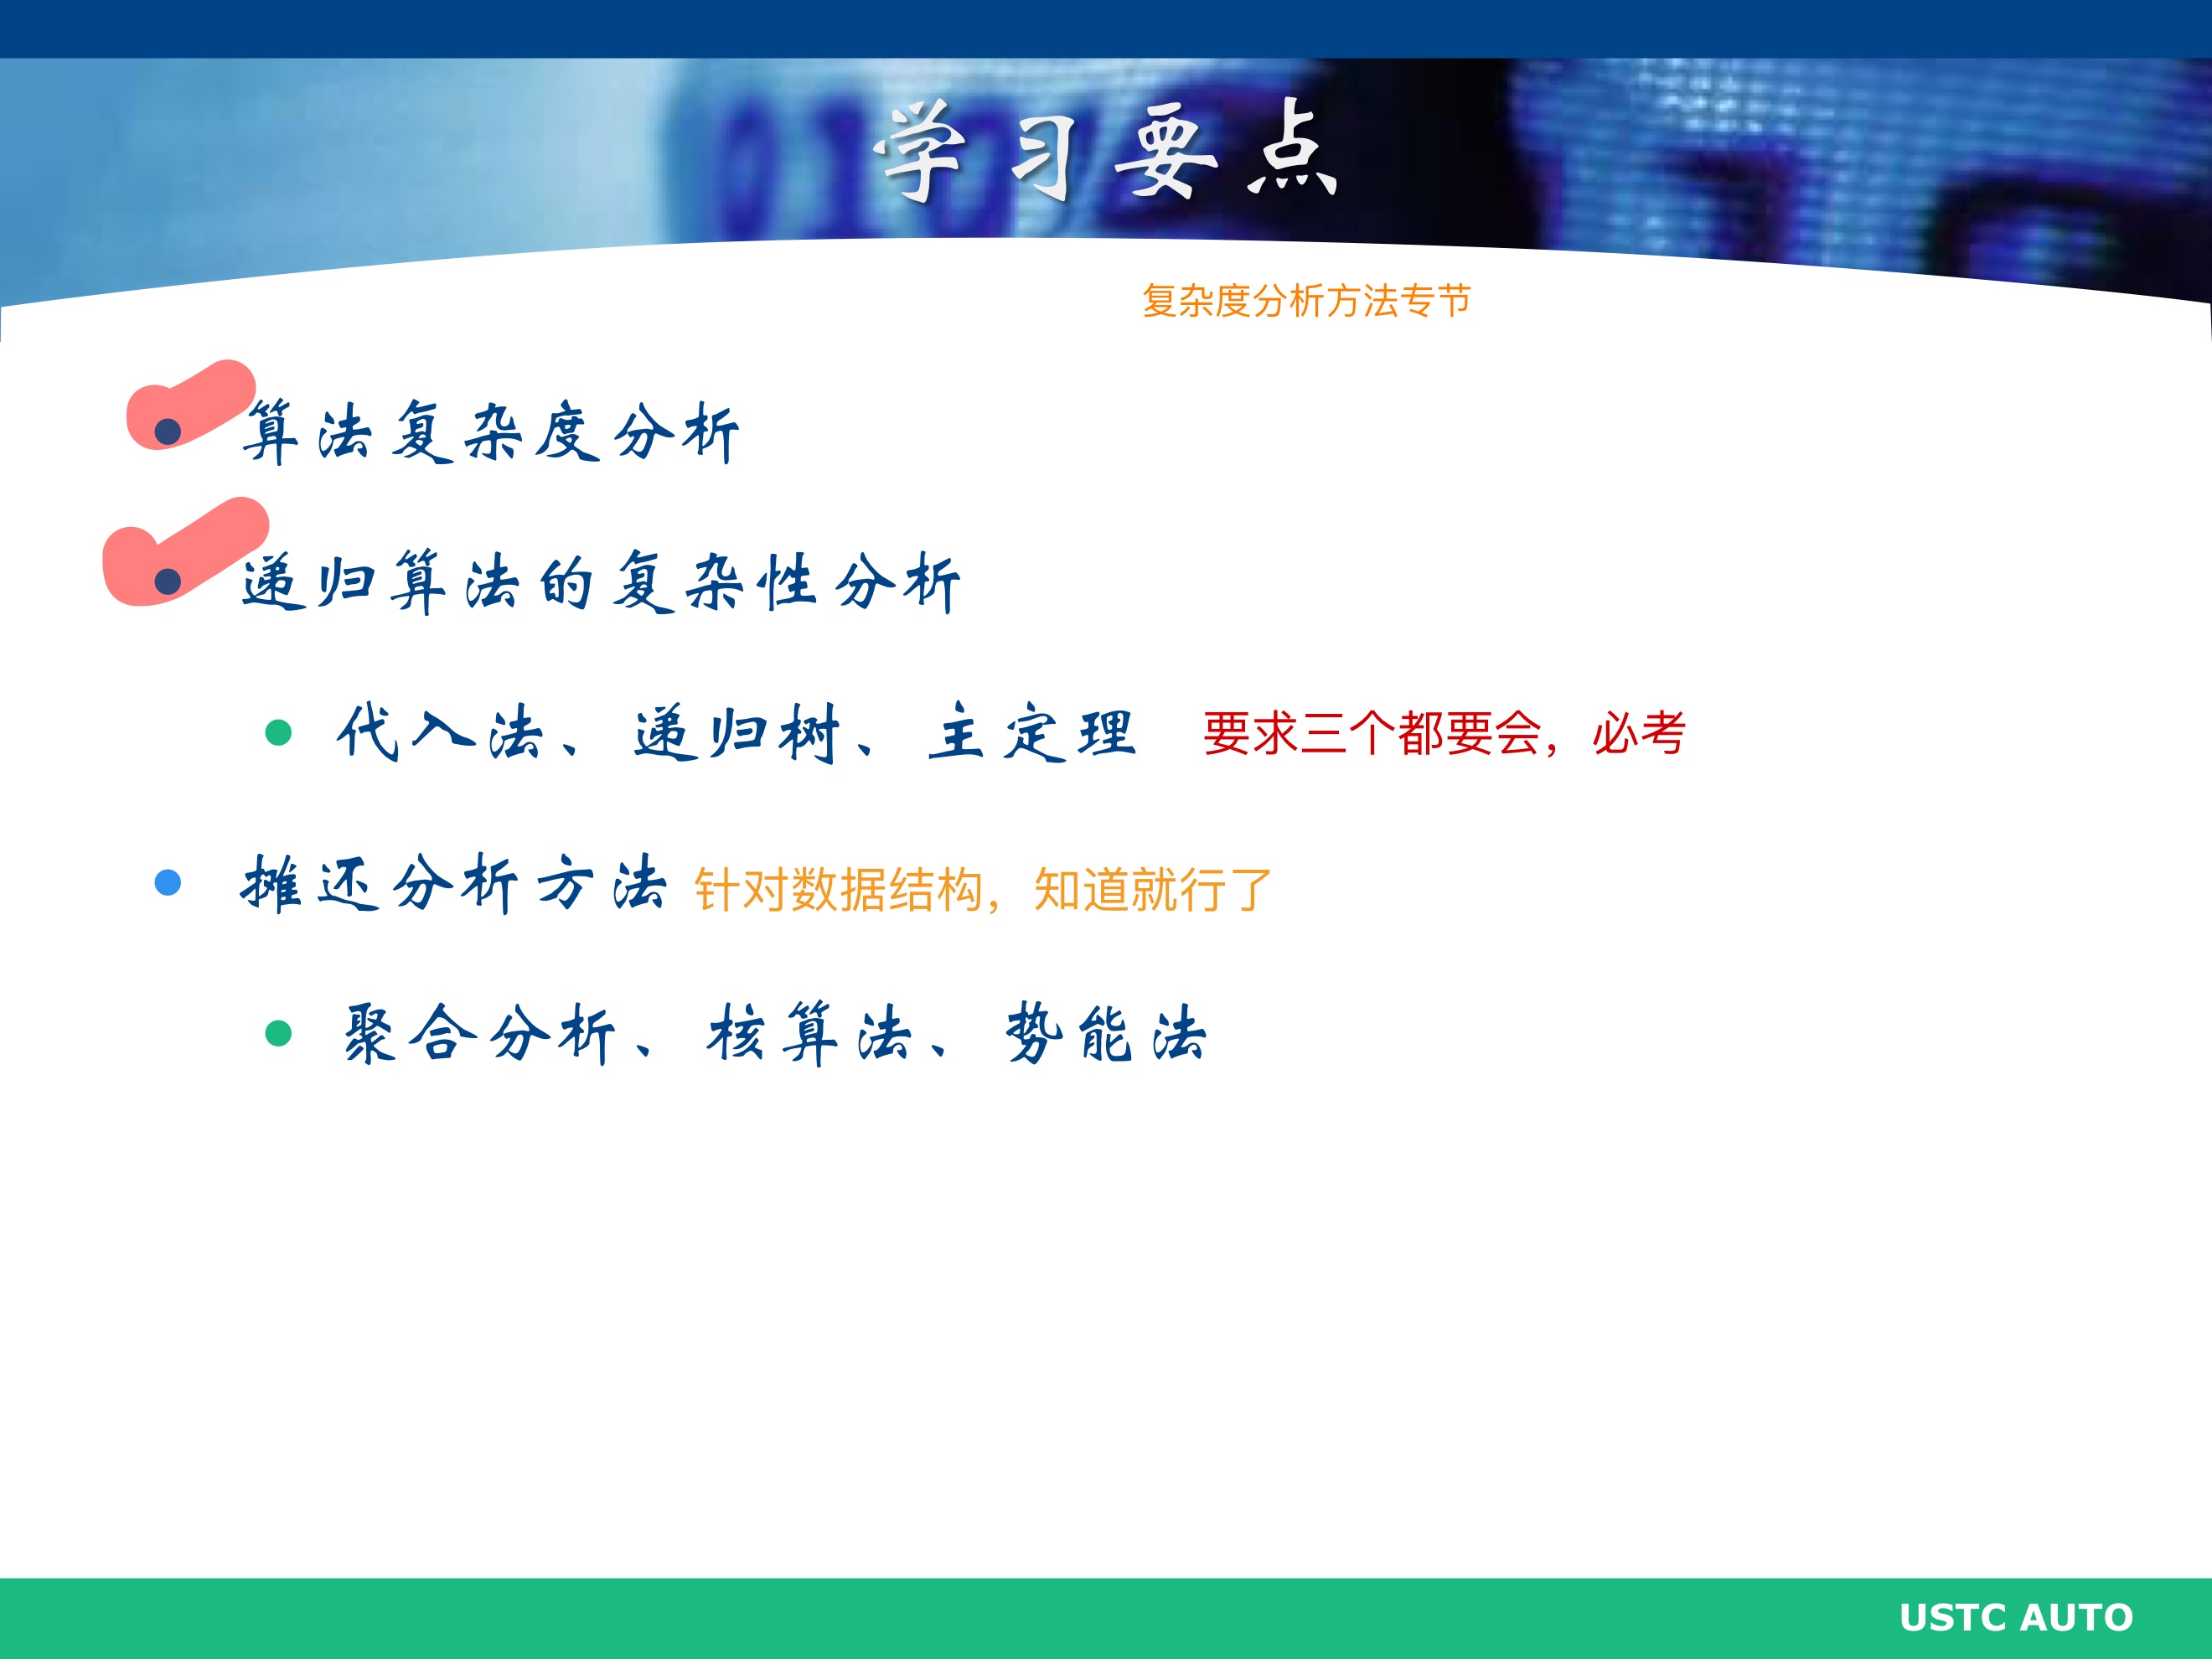 学习要点
复杂度分析方法专节
算法复杂度分析
递归算法的复杂性分析
代入法、递归树、主定理 要求三个都要会，必考
摊还分析方法 针对数据结构，知道就行了
聚合分析、核算法、势能法
USTC AUTO